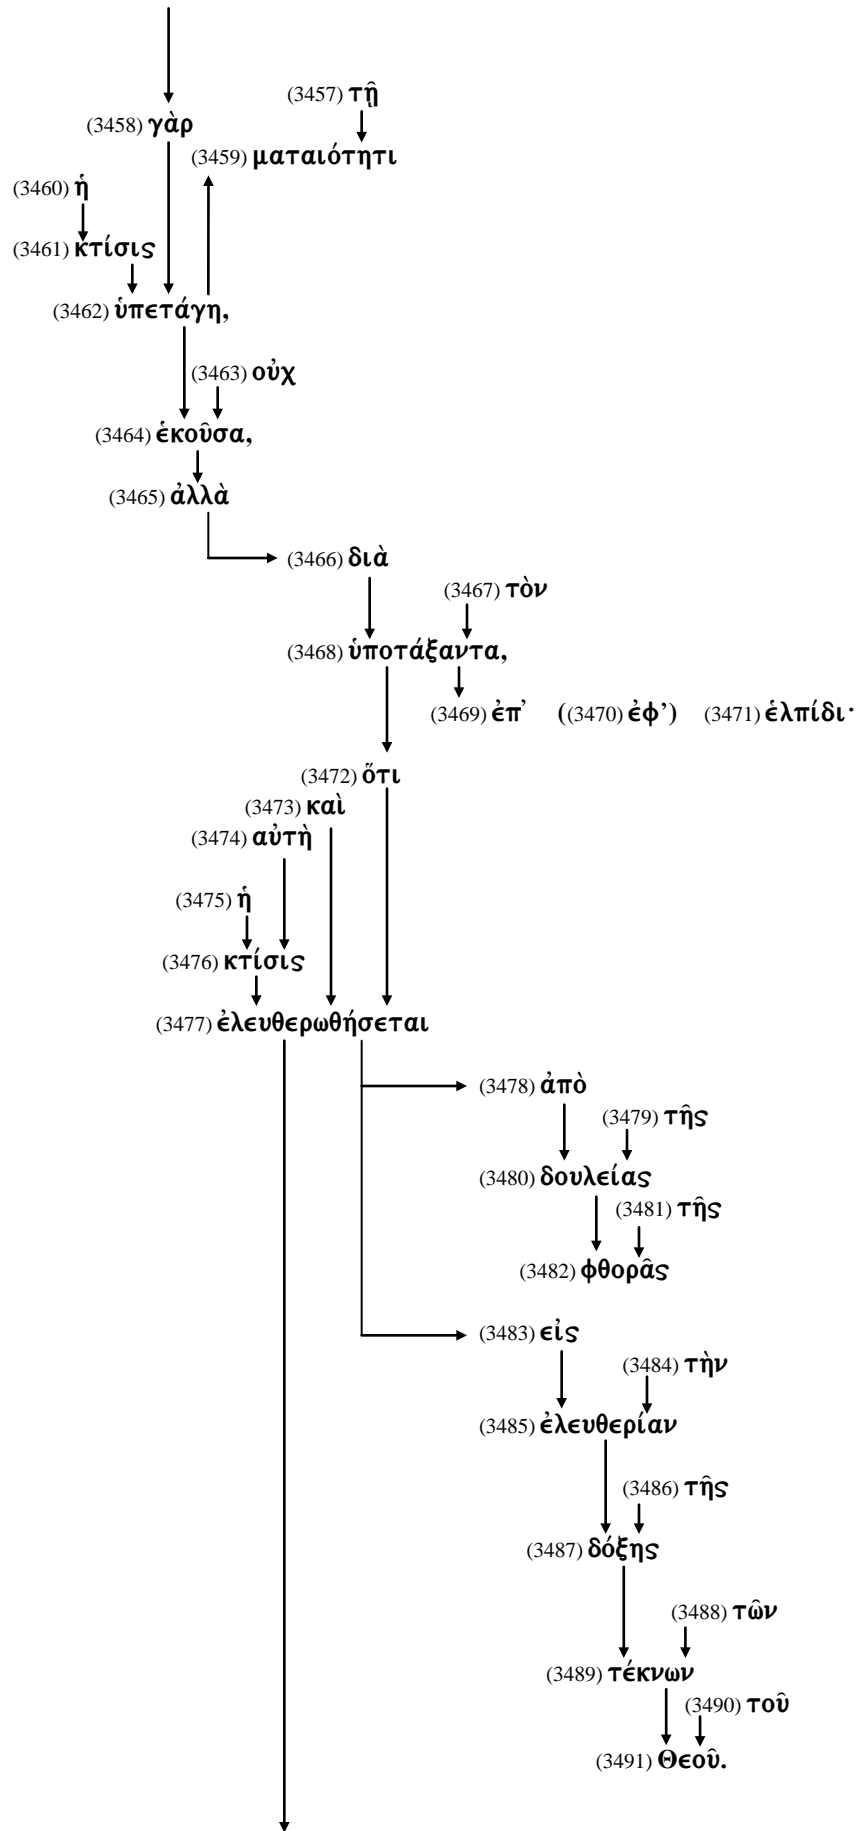 (3457) τῇ
(3458) γὰρ
(3459) ματαιότητι
(3460) ἡ
(3461) κτίσις
(3462) ὑπετάγη,
(3463) οὐχ
(3464) ἑκοῦσα,
(3465) ἀλλὰ
(3466) διὰ
(3467) τὸν
(3468) ὑποτάξαντα,
(3469) ἐπ’ ((3470) ἐφ’) (3471) ἐλπίδι·
(3472) ὅτι
(3473) καὶ
(3474) αὐτὴ
(3475) ἡ
(3476) κτίσις
(3477) ἐλευθερωθήσεται
(3478) ἀπὸ
(3479) τῆς
(3480) δουλείας
(3481) τῆς
(3482) φθορᾶς
(3483) εἰς
(3484) τὴν
(3485) ἐλευθερίαν
(3486) τῆς
(3487) δόξης
(3488) τῶν
(3489) τέκνων
(3490) τοῦ
(3491) Θεοῦ.